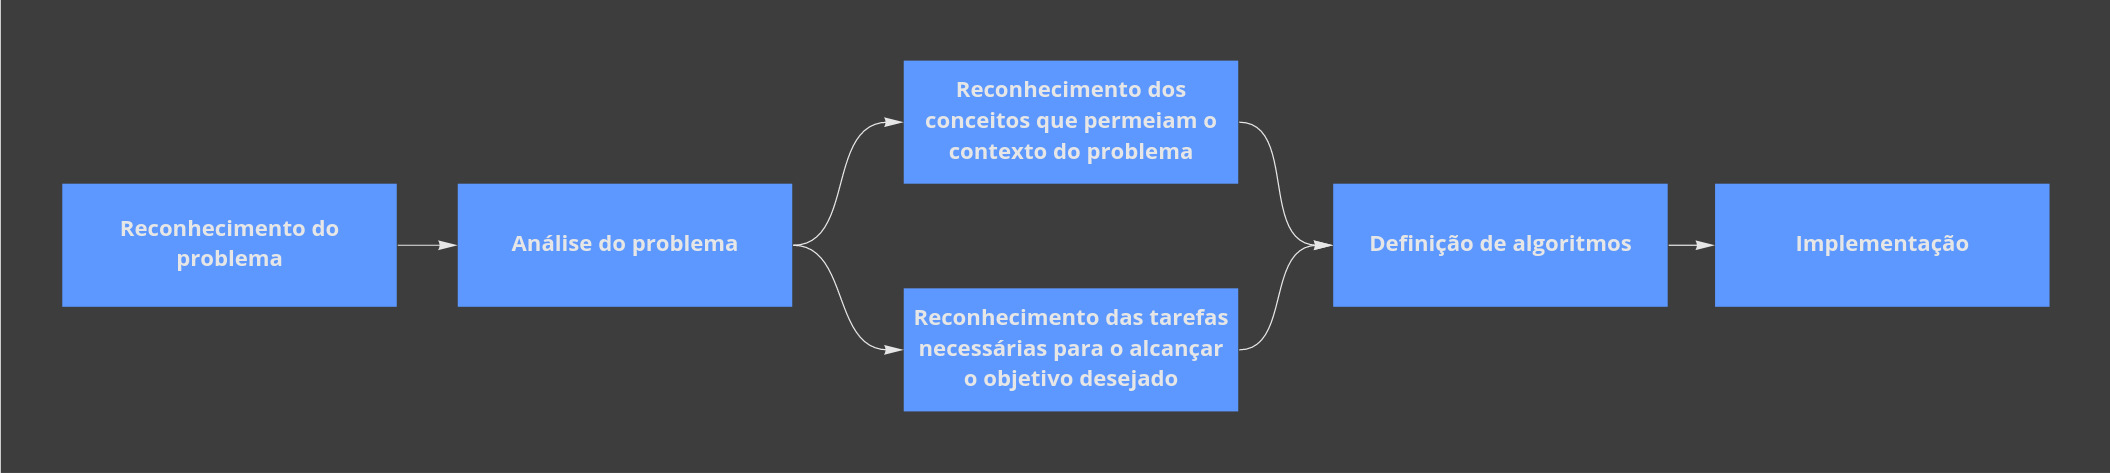 Reconhecimento do
problema
Análise do problema
Reconhecimento dos
conceitos que permeiam o
contexto do problema
Reconhecimento das tarefas
necessárias para o alcançar
o objetivo desejado
Definição de algoritmos
Implementação